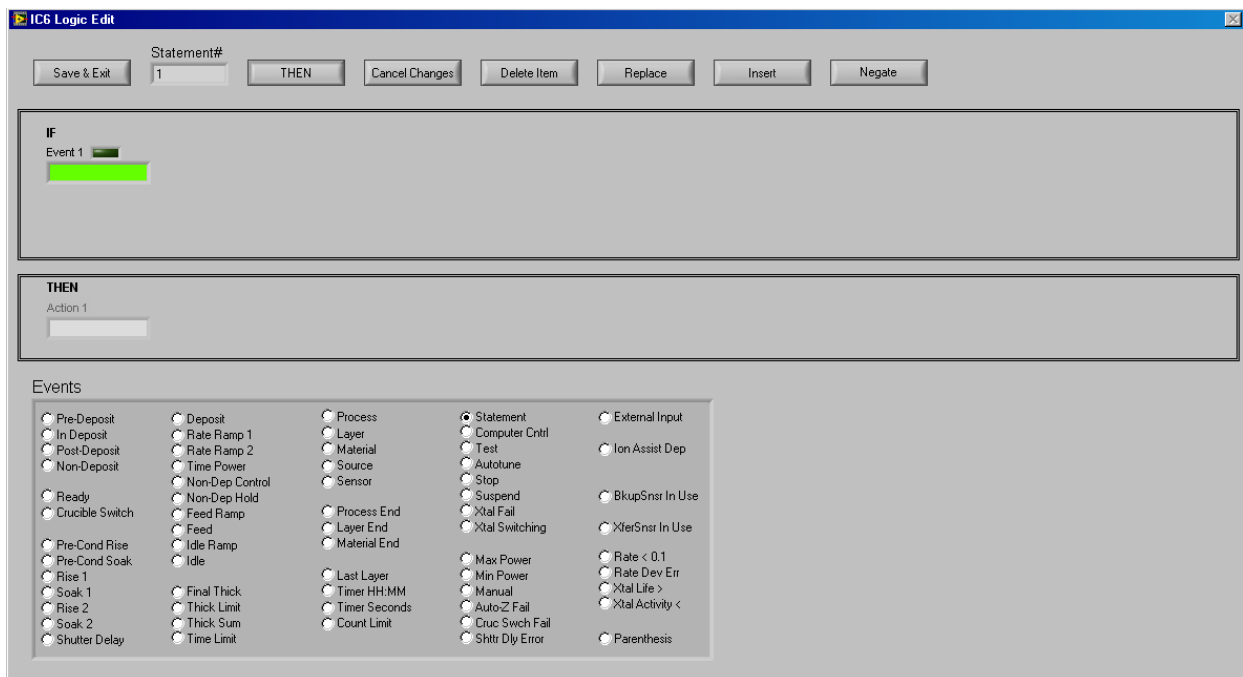 IC6 Logic Edit
Statement#
Save & Exit
1
THEN
Cancel Changes
Delete Item
Replace
Insert
Negate
IF
Event 1
THEN
Action 1
Events
Pre-Deposit
In Deposit
Post-Deposit
Non-Deposit
Ready
Crucible Switch
Pre-Cond Rise
Pre-Cond Soak
Rise 1
Soak 1
Rise 2
Soak 2
Shutter Delay
Deposit
Rate Ramp 1
Rate Ramp 2
Time Power
Non-Dep Control
Non-Dep Hold
Feed Ramp
Feed
Idle Ramp
Idle
Final Thick
Thick Limit
Thick Sum
Time Limit
Process
Layer
Material
Source
Sensor
Process End
Layer End
Material End
Last Layer
Timer HH:MM
Timer Seconds
Count Limit
Statement
Computer Cntrl
Test
Autotune
Stop
Suspend
Xtal Fail
Xtal Switching
Max Power
Min Power
Manual
Auto-Z Fail
Cruc Swch Fail
Shttr Dly Error
External Input
Ion Assist Dep
BkupSnsr In Use
XferSnsr In Use
Rate < 0.1
Rate Dev Err
Xtal Life >
Xtal Activity <
Parenthesis